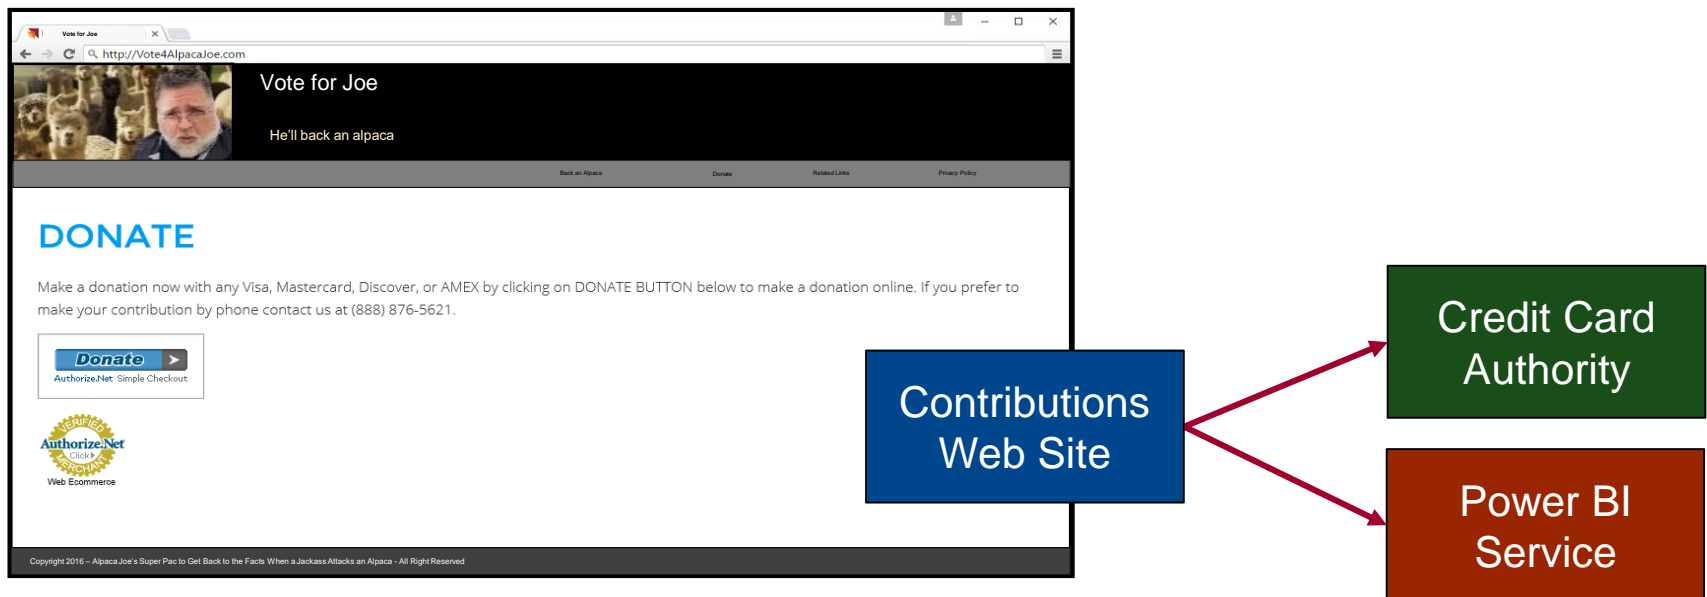 Vote for Joe
http://Vote4AlpacaJoe.com
Vote for Joe
He'll back an alpaca
Back an Alpaca Donate Related Links Privacy Policy
DONATE
Make a donation now with any Visa, Mastercard, Discover, or AMEX by clicking on DONATE BUTTON below to make a donation online. If you prefer to
make your contribution by phone contact us at (888) 876-5621.
Donate
Authorize.Net Simple Checkout
VERIFIED
Authorize.Net
Click
MERCHANT
Web Ecommerce
Copyright 2016 – Alpaca Joe's Super Pac to Get Back to the Facts When a Jackass Attacks an Alpaca - All Right Reserved
Contributions
Web Site
Credit Card
Authority
Power BI
Service